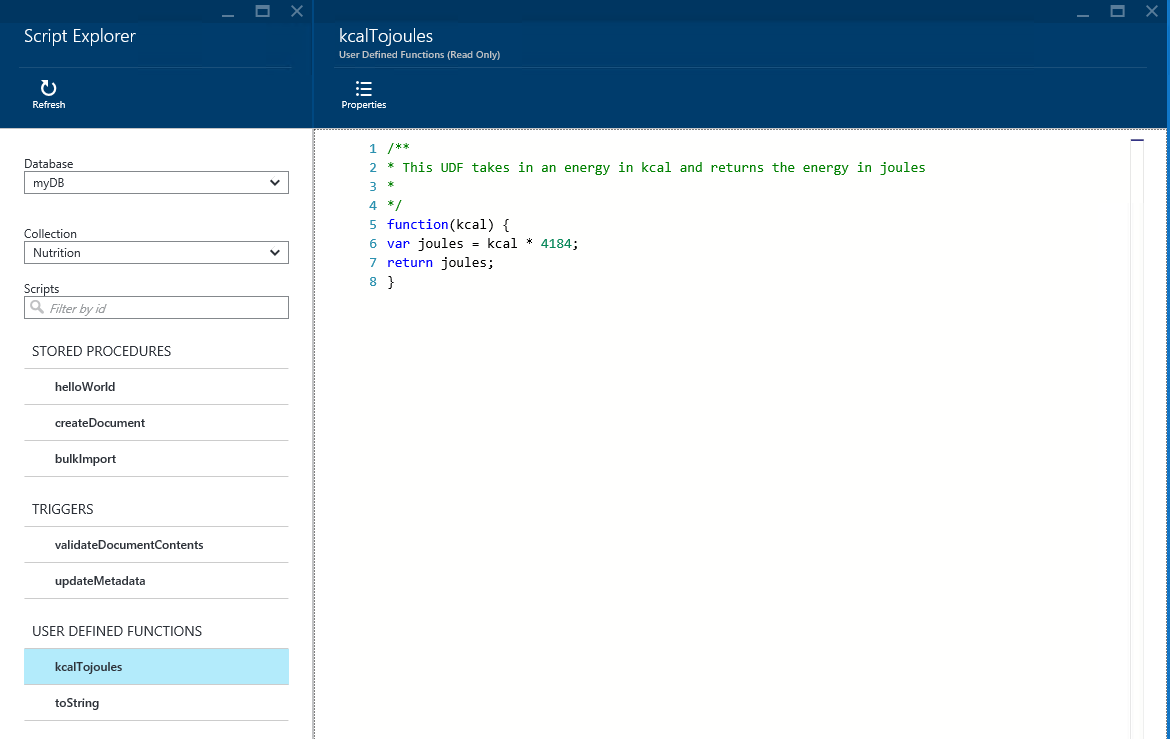 Script Explorer
Refresh
Database
myDB
Collection
Nutrition
Scripts
Filter by id
STORED PROCEDURES
helloWorld
createDocument
bulkImport
TRIGGERS
validateDocumentContents
updateMetadata
USER DEFINED FUNCTIONS
kcalTojoules
toString
kcalTojoules
User Defined Functions (Read Only)
Properties
1 /**
2 * This UDF takes in an energy in kcal and returns the energy in joules
3 *
4 */
5 function(kcal) {
6 var joules = kcal * 4184;
7 return joules;
8 }